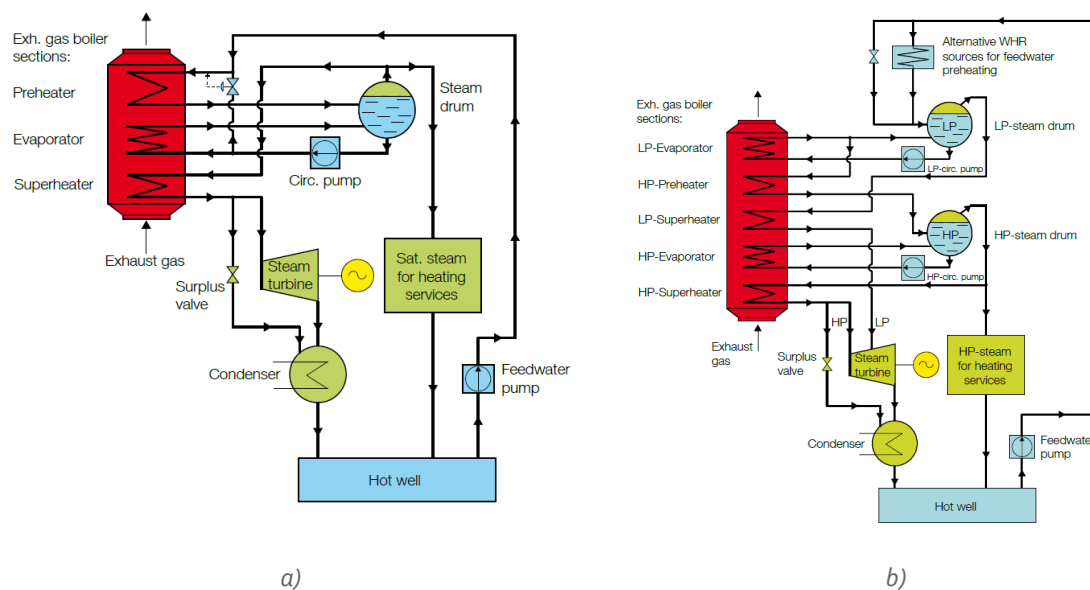 Exh. gas boiler
sections:
Preheater
Evaporator
Superheater
Exhaust gas
Steam
drum
Circ. pump
Surplus
valve
Steam
turbine
Sat. steam
for heating
services
Condenser
Feedwater
pump
Hot well
a)
Alternative WHR
sources for feedwater
preheating
Exh. gas boiler
sections:
LP-Evaporator
HP-Preheater
LP-Superheater
HP-Evaporator
HP-Superheater
Exhaust
gas
LP
LP-steam drum
LP-circ. pump
HP
HP-steam drum
HP-circ. pump
HP
LP
Surplus
valve
Steam
turbine
HP-steam
for heating
services
Condenser
Feedwater
pump
Hot well
b)